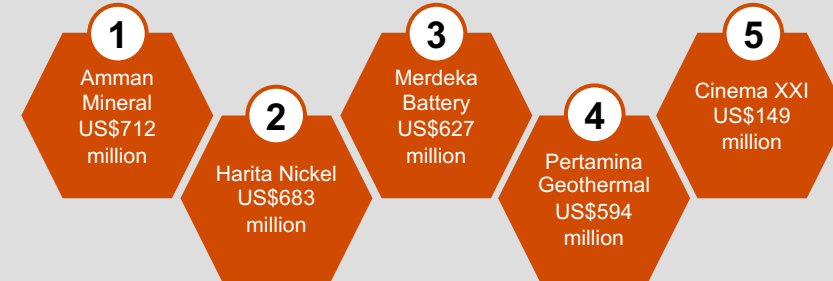 1
Amman
Mineral
US$712
million
2
Harita Nickel
US$683
million
3
Merdeka
Battery
US$627
million
4
Pertamina
Geothermal
US$594
million
5
Cinema XXI
US$149
million